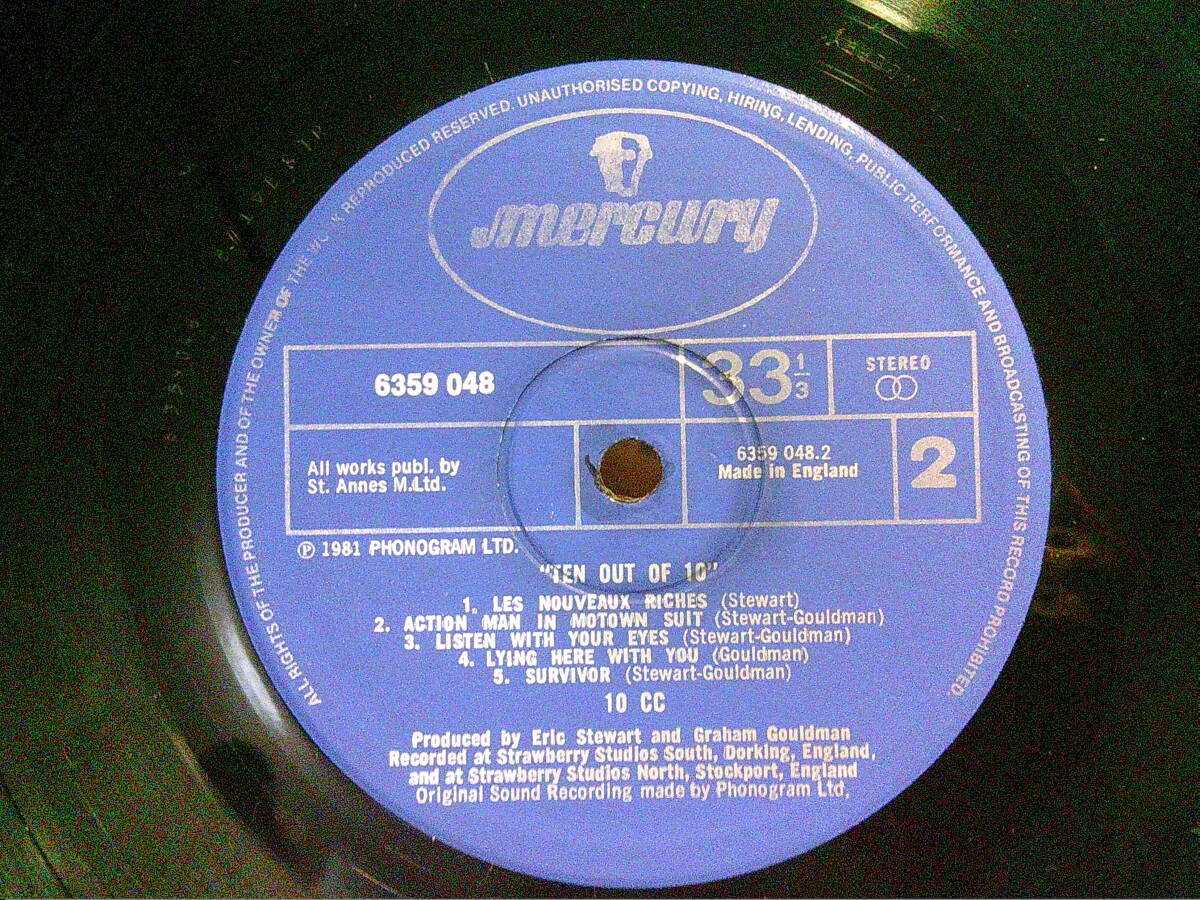 ALL RIGHTS OF THE PRODUCER AND OF THE OWNER OF THE WORK REPRODUCED RESERVED. UNAUTHORISED COPYING, HIRING, LENDING, PUBLIC PERFORMANCE AND BROADCASTING OF THIS RECORD PROHIBITED.
mercury
6359 048
33 1/3
STEREO
All works publ. by
St. Annes M.Ltd.
6359 048.2
Made in England
2
℗ 1981 PHONOGRAM LTD.
"TEN OUT OF 10"
1. LES NOUVEAUX RICHES (Stewart)
2. ACTION MAN IN MOTOWN SUIT (Stewart-Gouldman)
3. LISTEN WITH YOUR EYES (Stewart-Gouldman)
4. LYING HERE WITH YOU (Gouldman)
5. SURVIVOR (Stewart-Gouldman)
10 CC
Produced by Eric Stewart and Graham Gouldman
Recorded at Strawberry Studios South, Dorking, England,
and at Strawberry Studios North, Stockport, England
Original Sound Recording made by Phonogram Ltd,